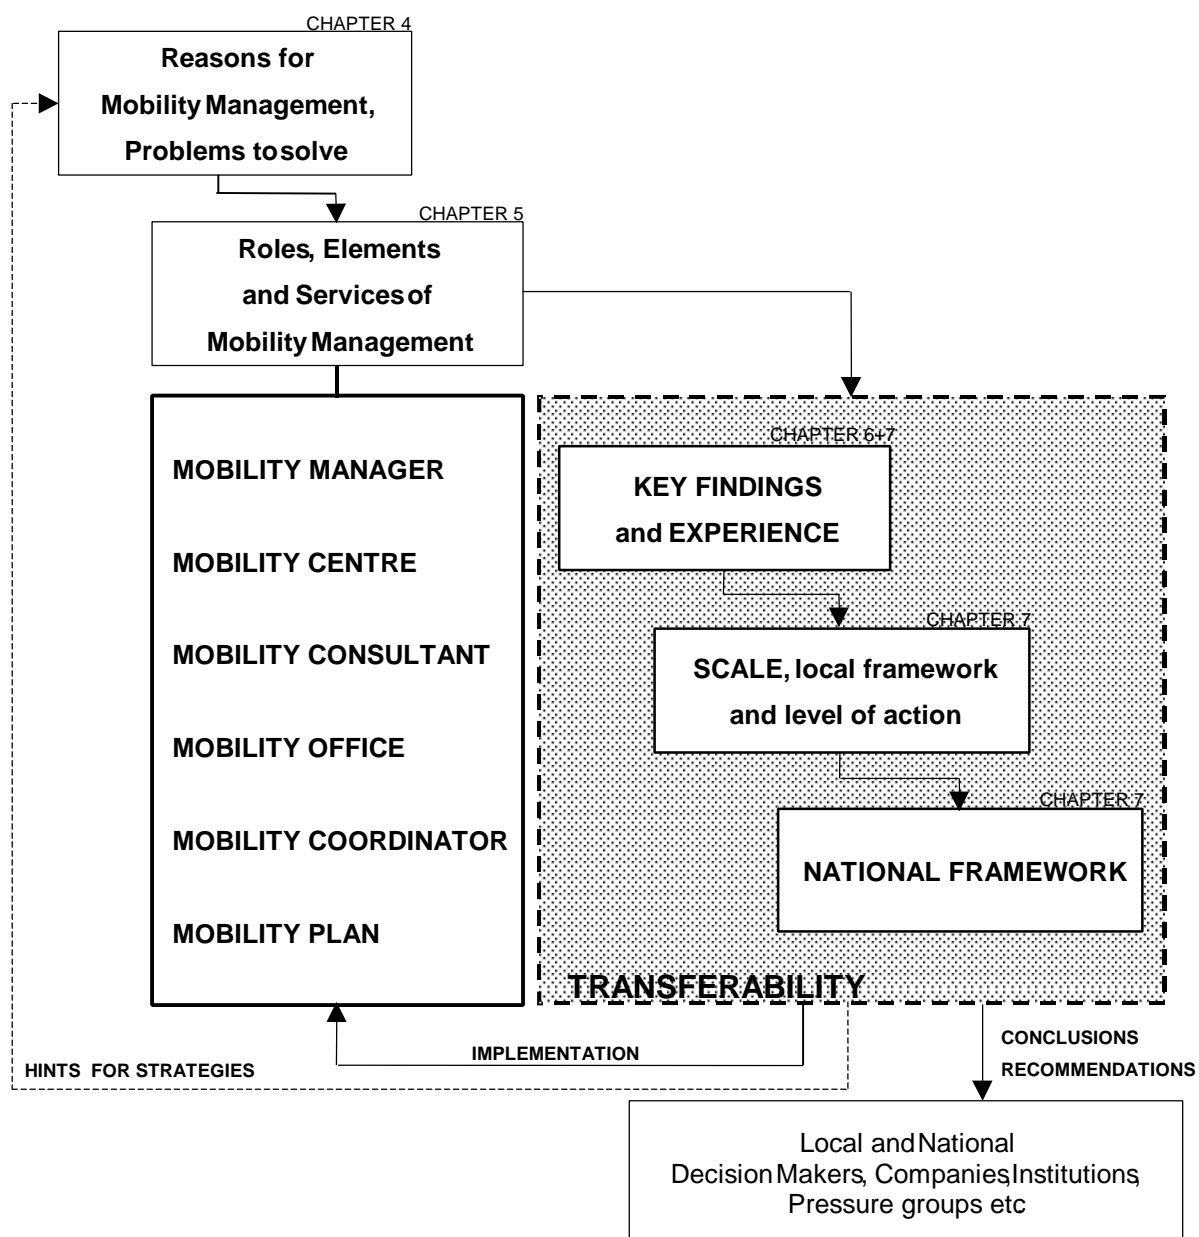 CHAPTER 4
Reasons for
Mobility Management,
Problems to solve
CHAPTER 5
Roles, Elements
and Services of
Mobility Management
MOBILITY MANAGER
MOBILITY CENTRE
MOBILITY CONSULTANT
MOBILITY OFFICE
MOBILITY COORDINATOR
MOBILITY PLAN
CHAPTER 6+7
KEY FINDINGS
and EXPERIENCE
CHAPTER 7
SCALE, local framework
and level of action
CHAPTER 7
NATIONAL FRAMEWORK
TRANSFERABILITY
IMPLEMENTATION
HINTS FOR STRATEGIES
CONCLUSIONS
RECOMMENDATIONS
Local and National
Decision Makers, Companies, Institutions,
Pressure groups etc